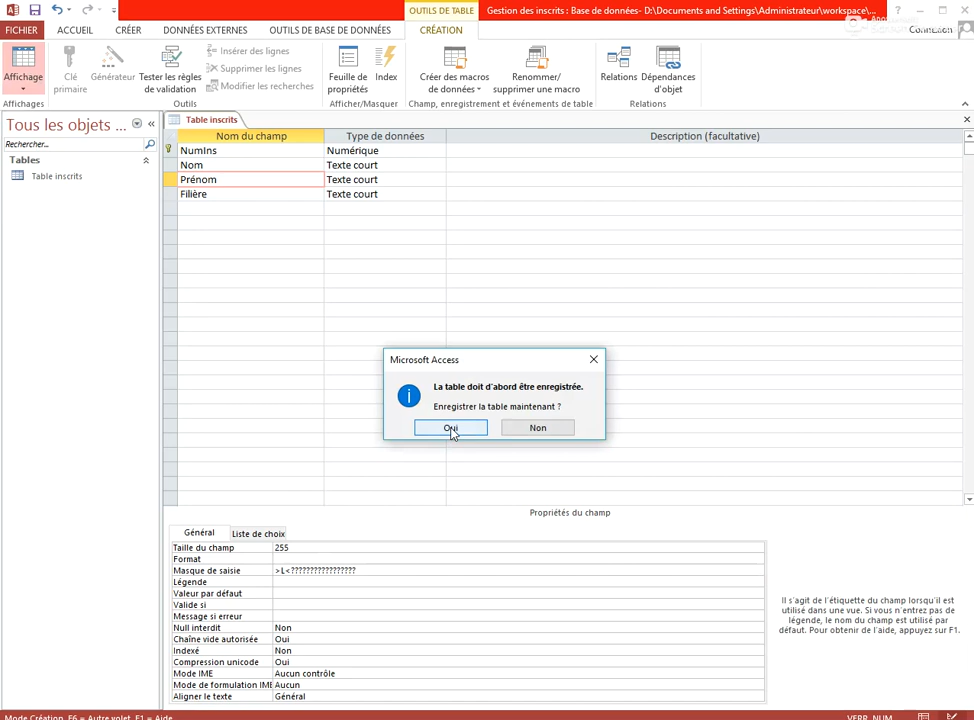 OUTILS DE TABLE
Gestion des inscrits : Base de données- D:\Documents and Settings\Administrateur\workspace\...
FICHIER ACCUEIL CRÉER DONNÉES EXTERNES OUTILS DE BASE DE DONNÉES CRÉATION Connexion
Affichage
Clé primaire
Générateur
Tester les règles de validation
Insérer des lignes
Supprimer les lignes
Modifier les recherches
Feuille de propriétés
Index
Créer des macros de données
Renommer/ supprimer une macro
Relations
Dépendances d'objet
Affichages Outils Afficher/Masquer Champ, enregistrement et événements de table Relations
Tous les objets ... «
Rechercher...
Tables
Table inscrits
Table inscrits
Nom du champ Type de données Description (facultative)
NumIns Numérique
Nom Texte court
Prénom Texte court
Filière Texte court
Microsoft Access
La table doit d'abord être enregistrée.
Enregistrer la table maintenant ?
Oui Non
Propriétés du champ
Général Liste de choix
Taille du champ 255
Format
Masque de saisie >L<?????????????????
Légende
Valeur par défaut
Valide si
Message si erreur
Null interdit Non
Chaîne vide autorisée Oui
Indexé Non
Compression unicode Oui
Mode IME Aucun contrôle
Mode de formulation IME Aucun
Aligner le texte Général
Il s'agit de l'étiquette du champ lorsqu'il est
utilisé dans une vue. Si vous n'entrez pas de
légende, le nom du champ est utilisé par
défaut. Pour obtenir de l'aide, appuyez sur F1.
Mode Création. F6 = Autre volet. F1 = Aide VERR. NUM